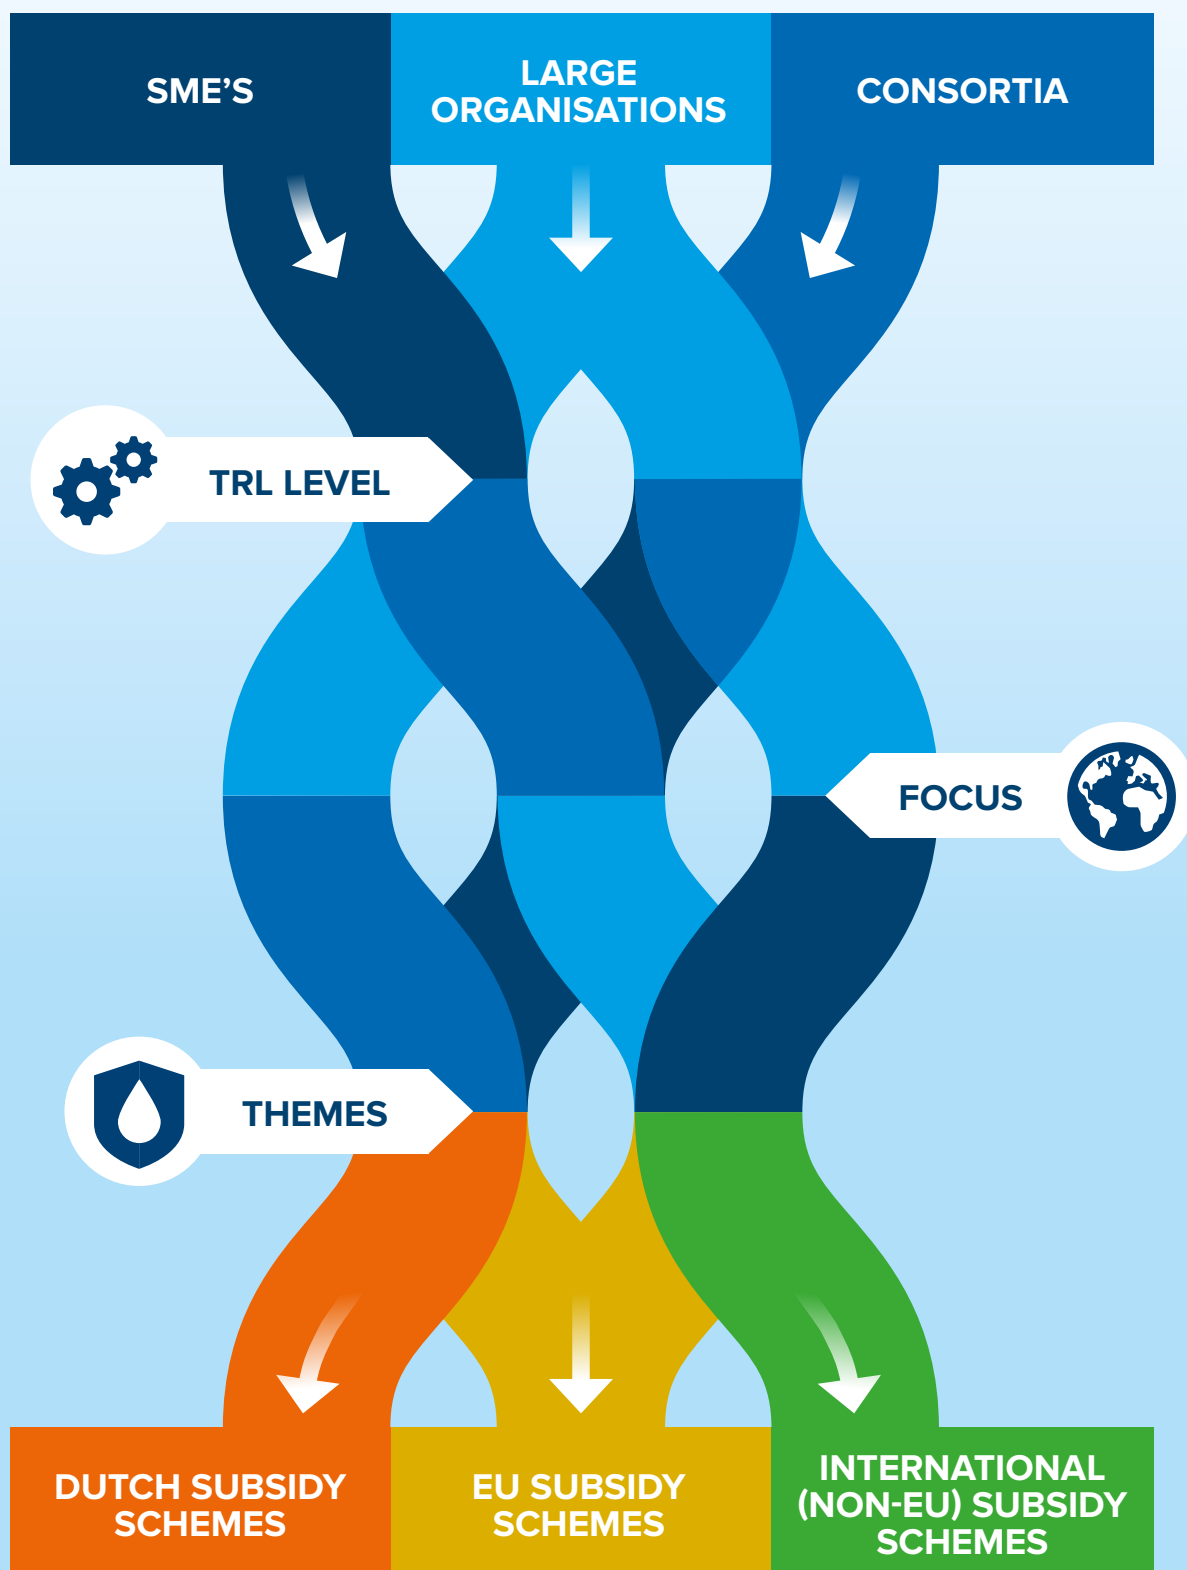 SME’S
LARGE
ORGANISATIONS
CONSORTIA
TRL LEVEL
FOCUS
THEMES
DUTCH SUBSIDY
SCHEMES
EU SUBSIDY
SCHEMES
INTERNATIONAL
(NON-EU) SUBSIDY
SCHEMES